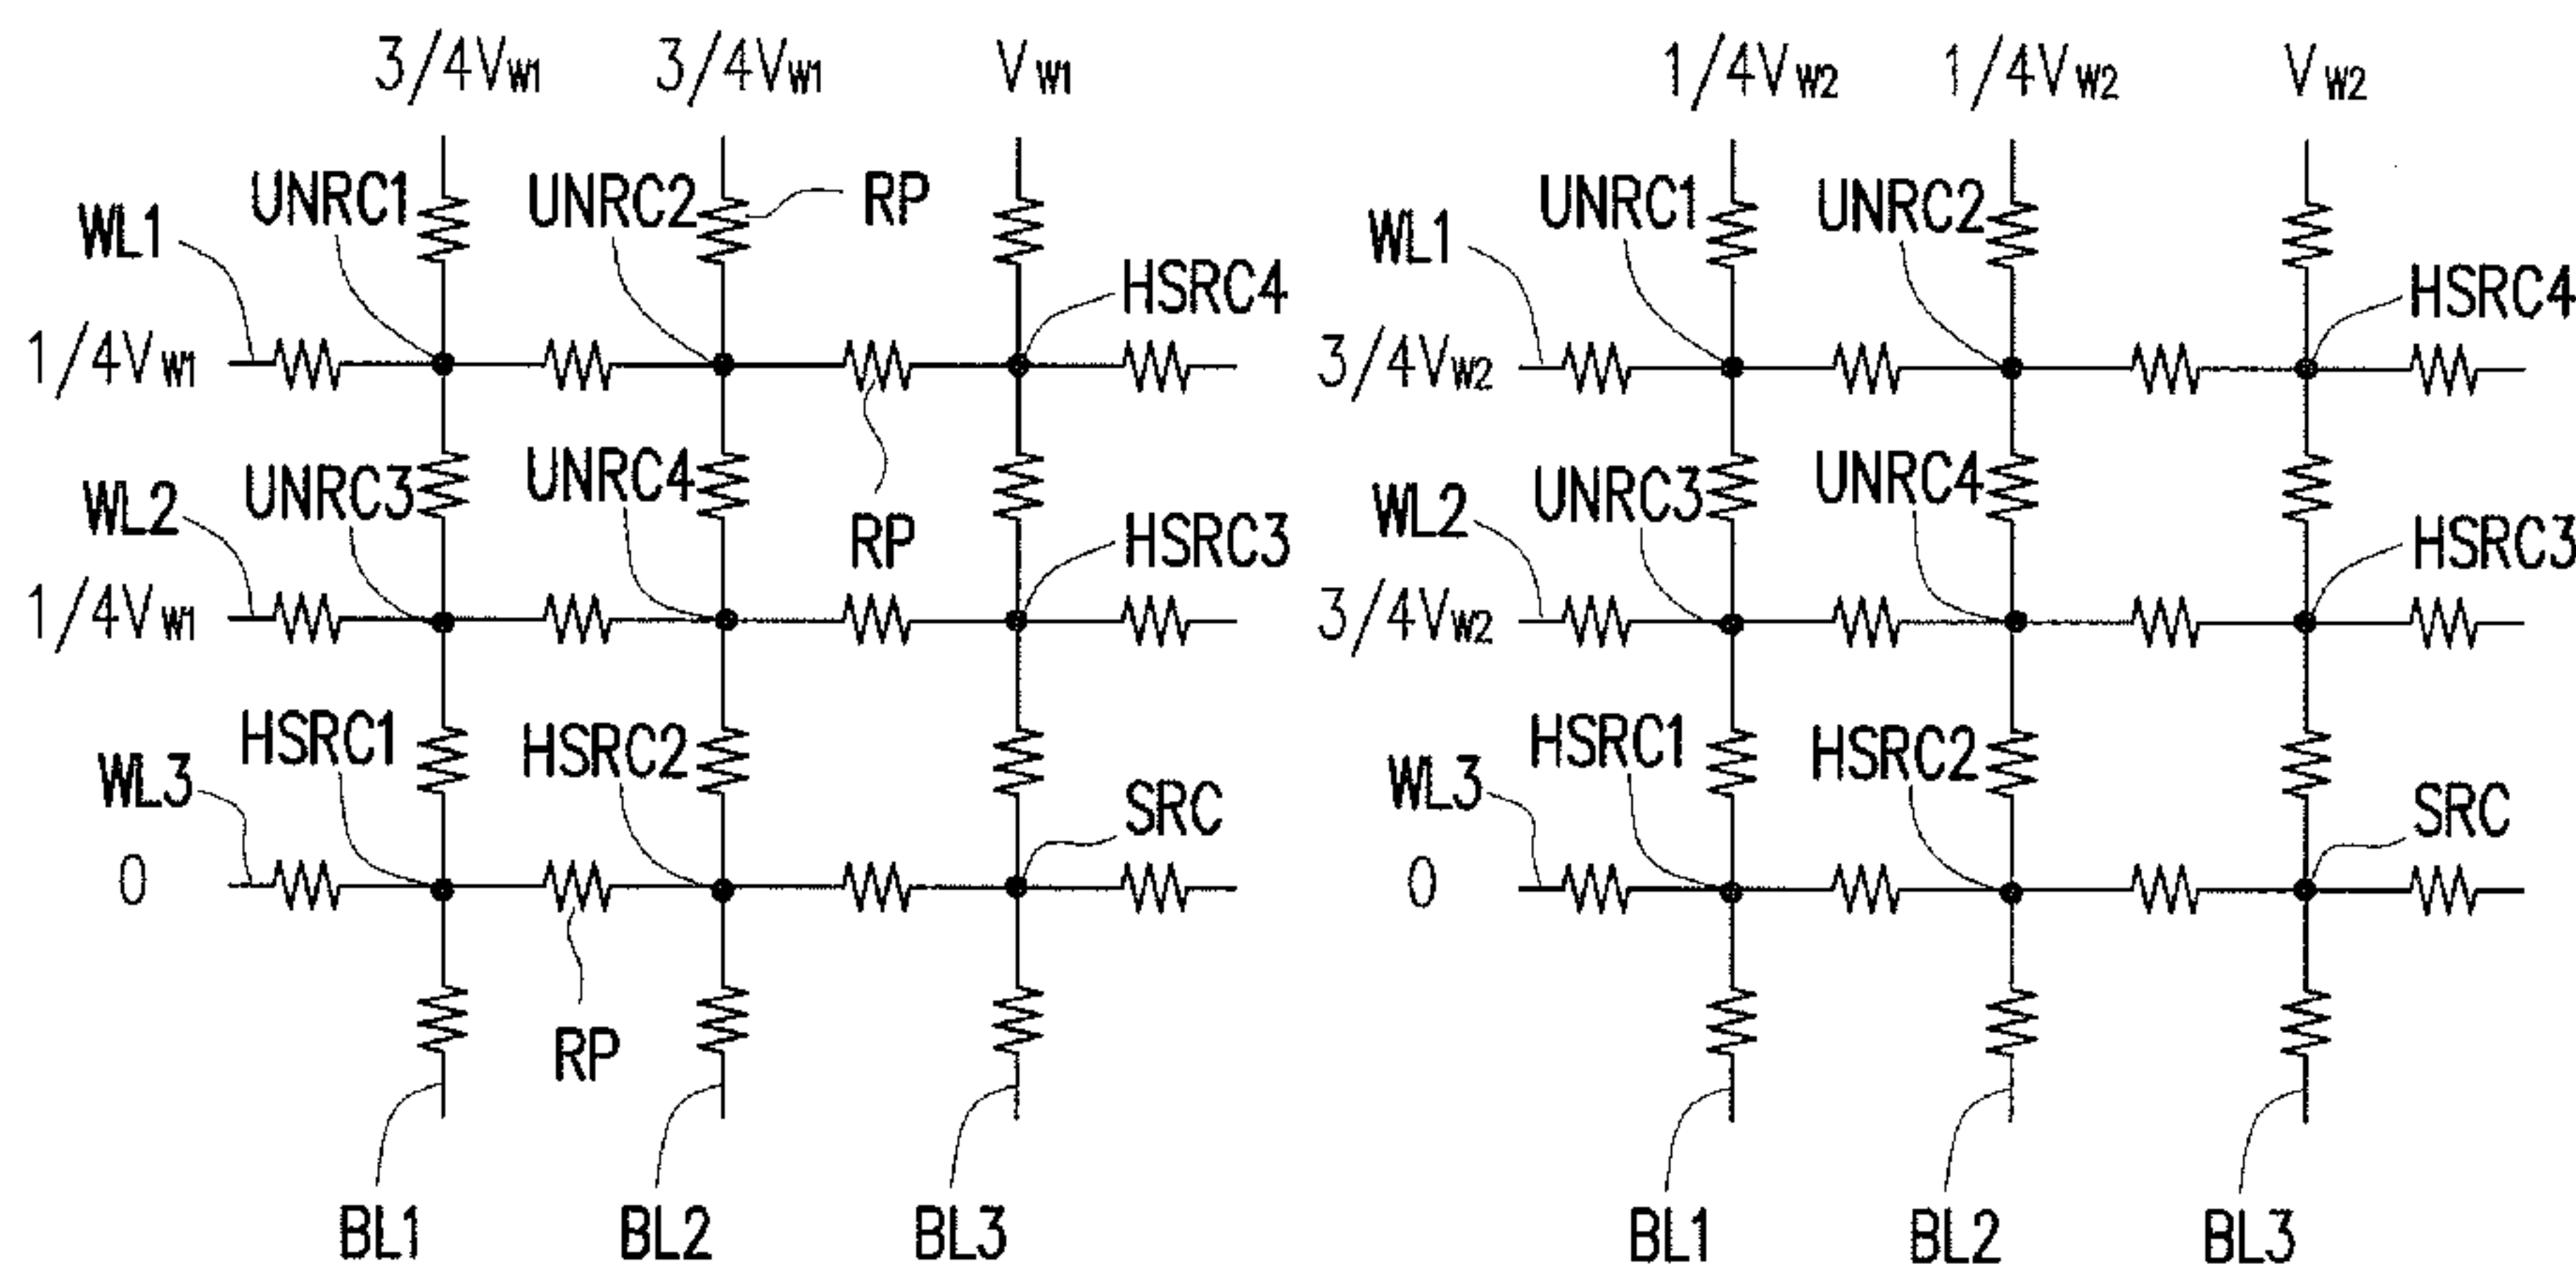 3/4VW1 3/4VW1 VW1
UNRC1 UNRC2 RP
WL1
HSRC4
1/4VW1
UNRC3 UNRC4
WL2 RP HSRC3
1/4VW1
HSRC1 HSRC2
WL3 SRC
0
RP
BL1 BL2 BL3
1/4VW2 1/4VW2 VW2
UNRC1 UNRC2
WL1
HSRC4
3/4VW2
UNRC3 UNRC4
WL2 HSRC3
3/4VW2
HSRC1 HSRC2
WL3 SRC
0
BL1 BL2 BL3